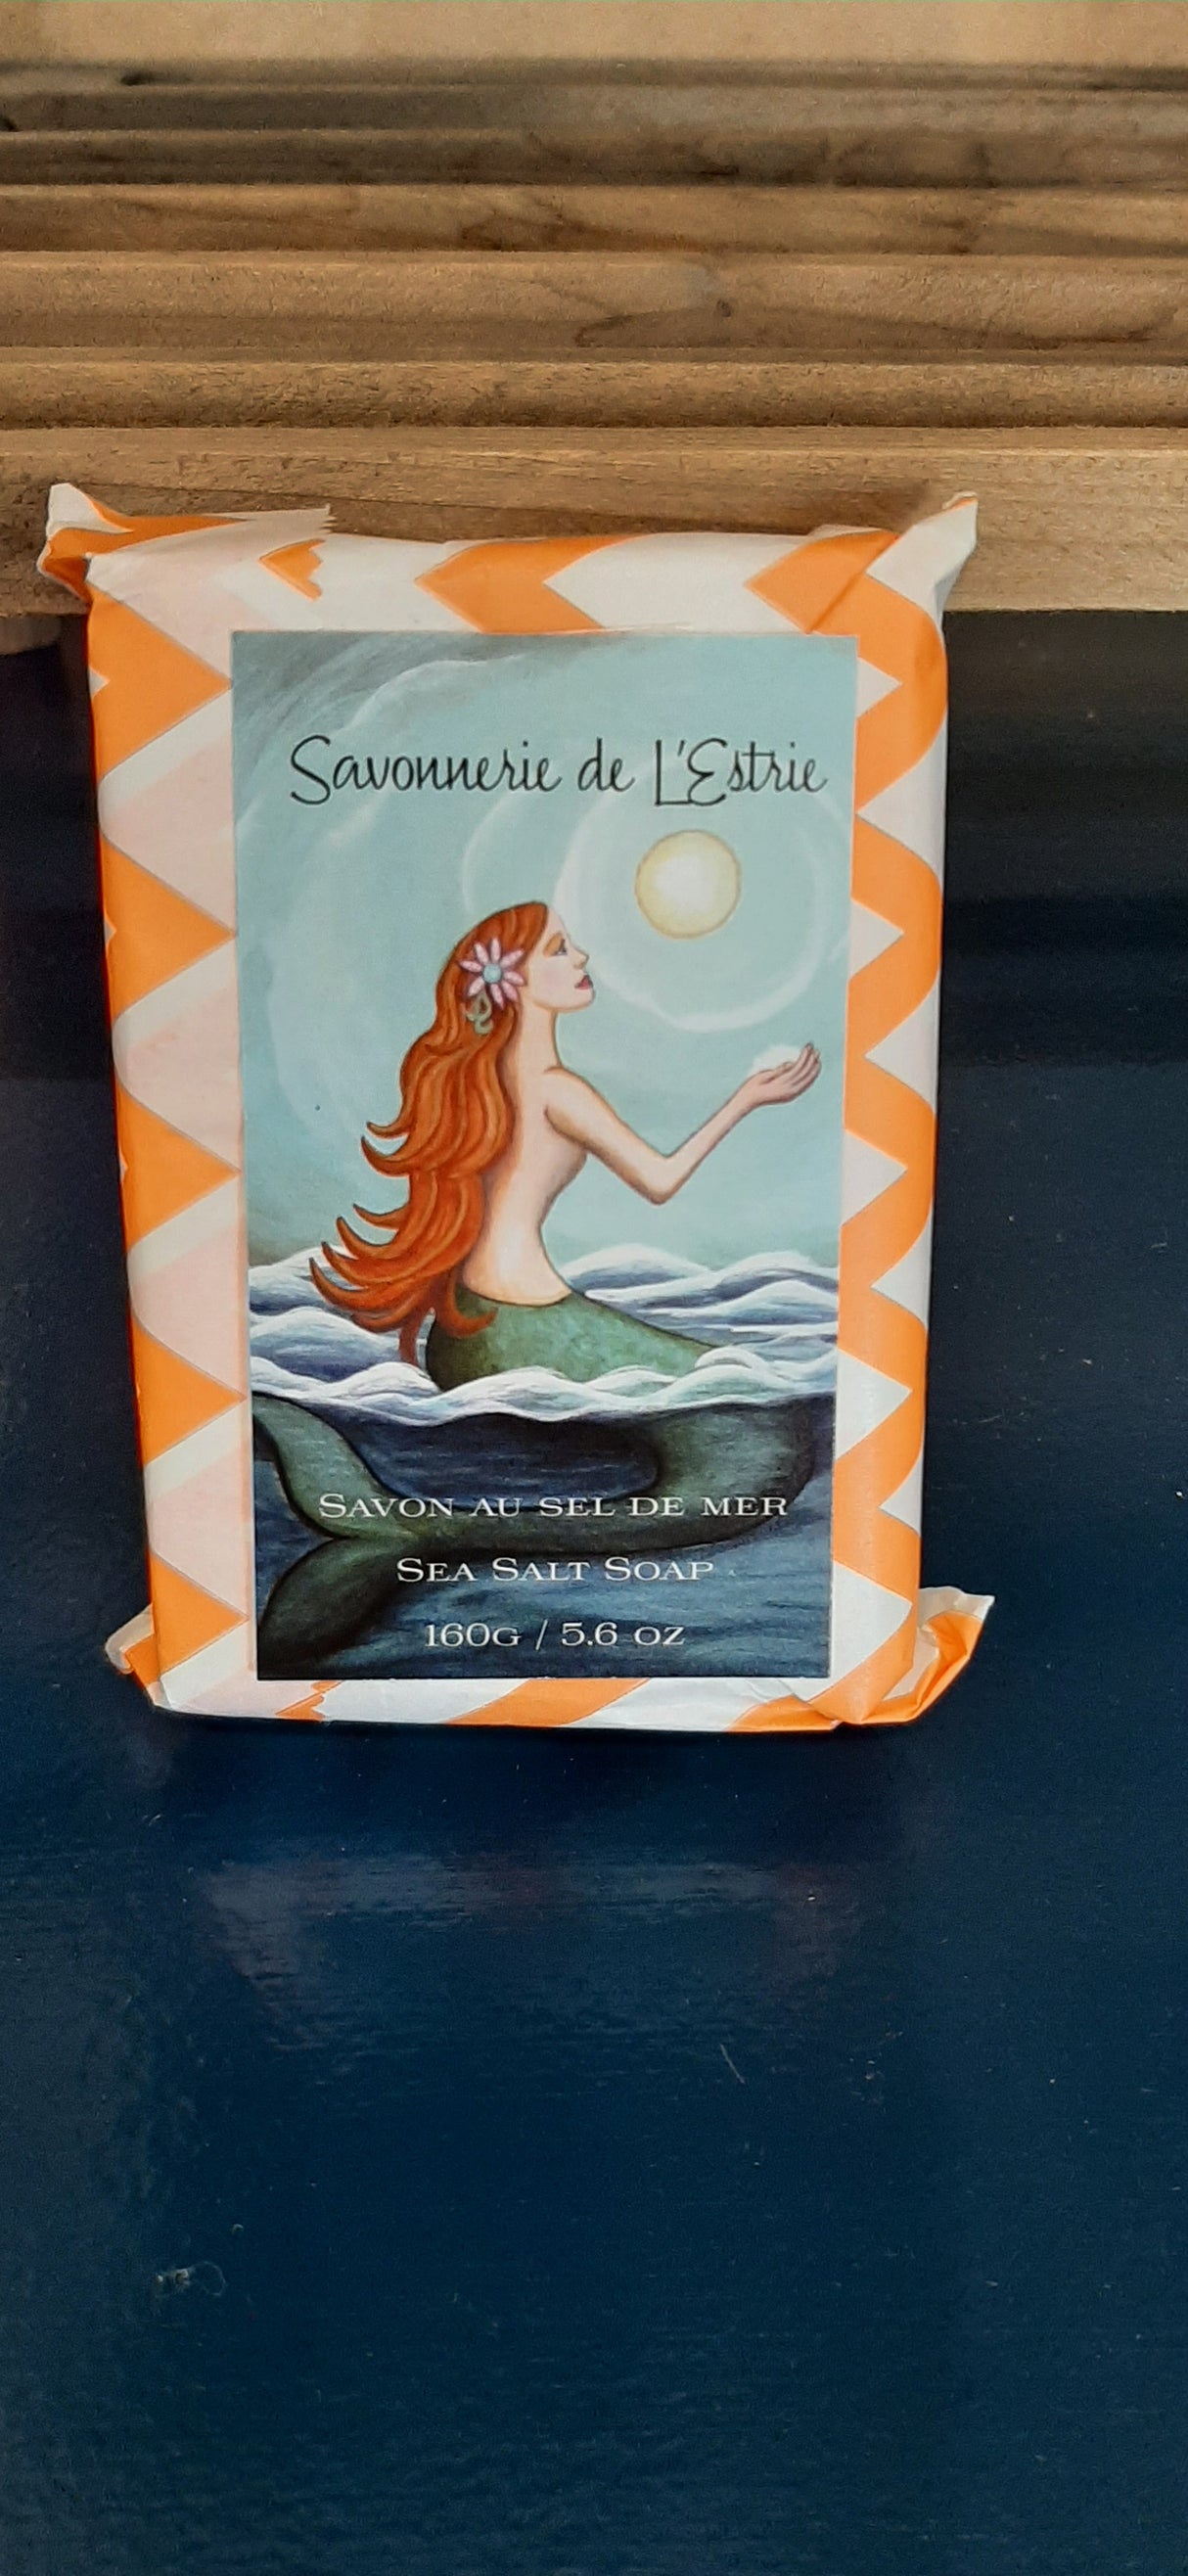 Savonnerie de L'Estrie
Savon au sel de mer
Sea Salt Soap
160g / 5.6 oz